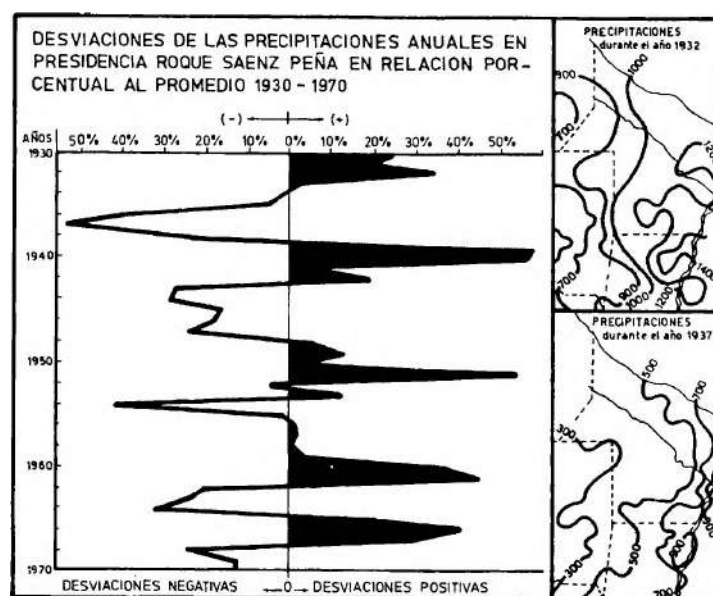 DESVIACIONES DE LAS PRECIPITACIONES ANUALES EN
PRESIDENCIA ROQUE SAENZ PEÑA EN RELACION POR-
CENTUAL AL PROMEDIO 1930-1970
(-) (+)
AÑOS 50% 40% 30% 20% 10% 0% 10% 20% 30% 40% 50%
1930
1940
1950
1960
1970
DESVIACIONES NEGATIVAS ←0→ DESVIACIONES POSITIVAS
PRECIPITACIONES
durante el año 1932
900
1000
700
700
900
1000
1200
1400
PRECIPITACIONES
durante el año 1937
500
700
300
300
500
900